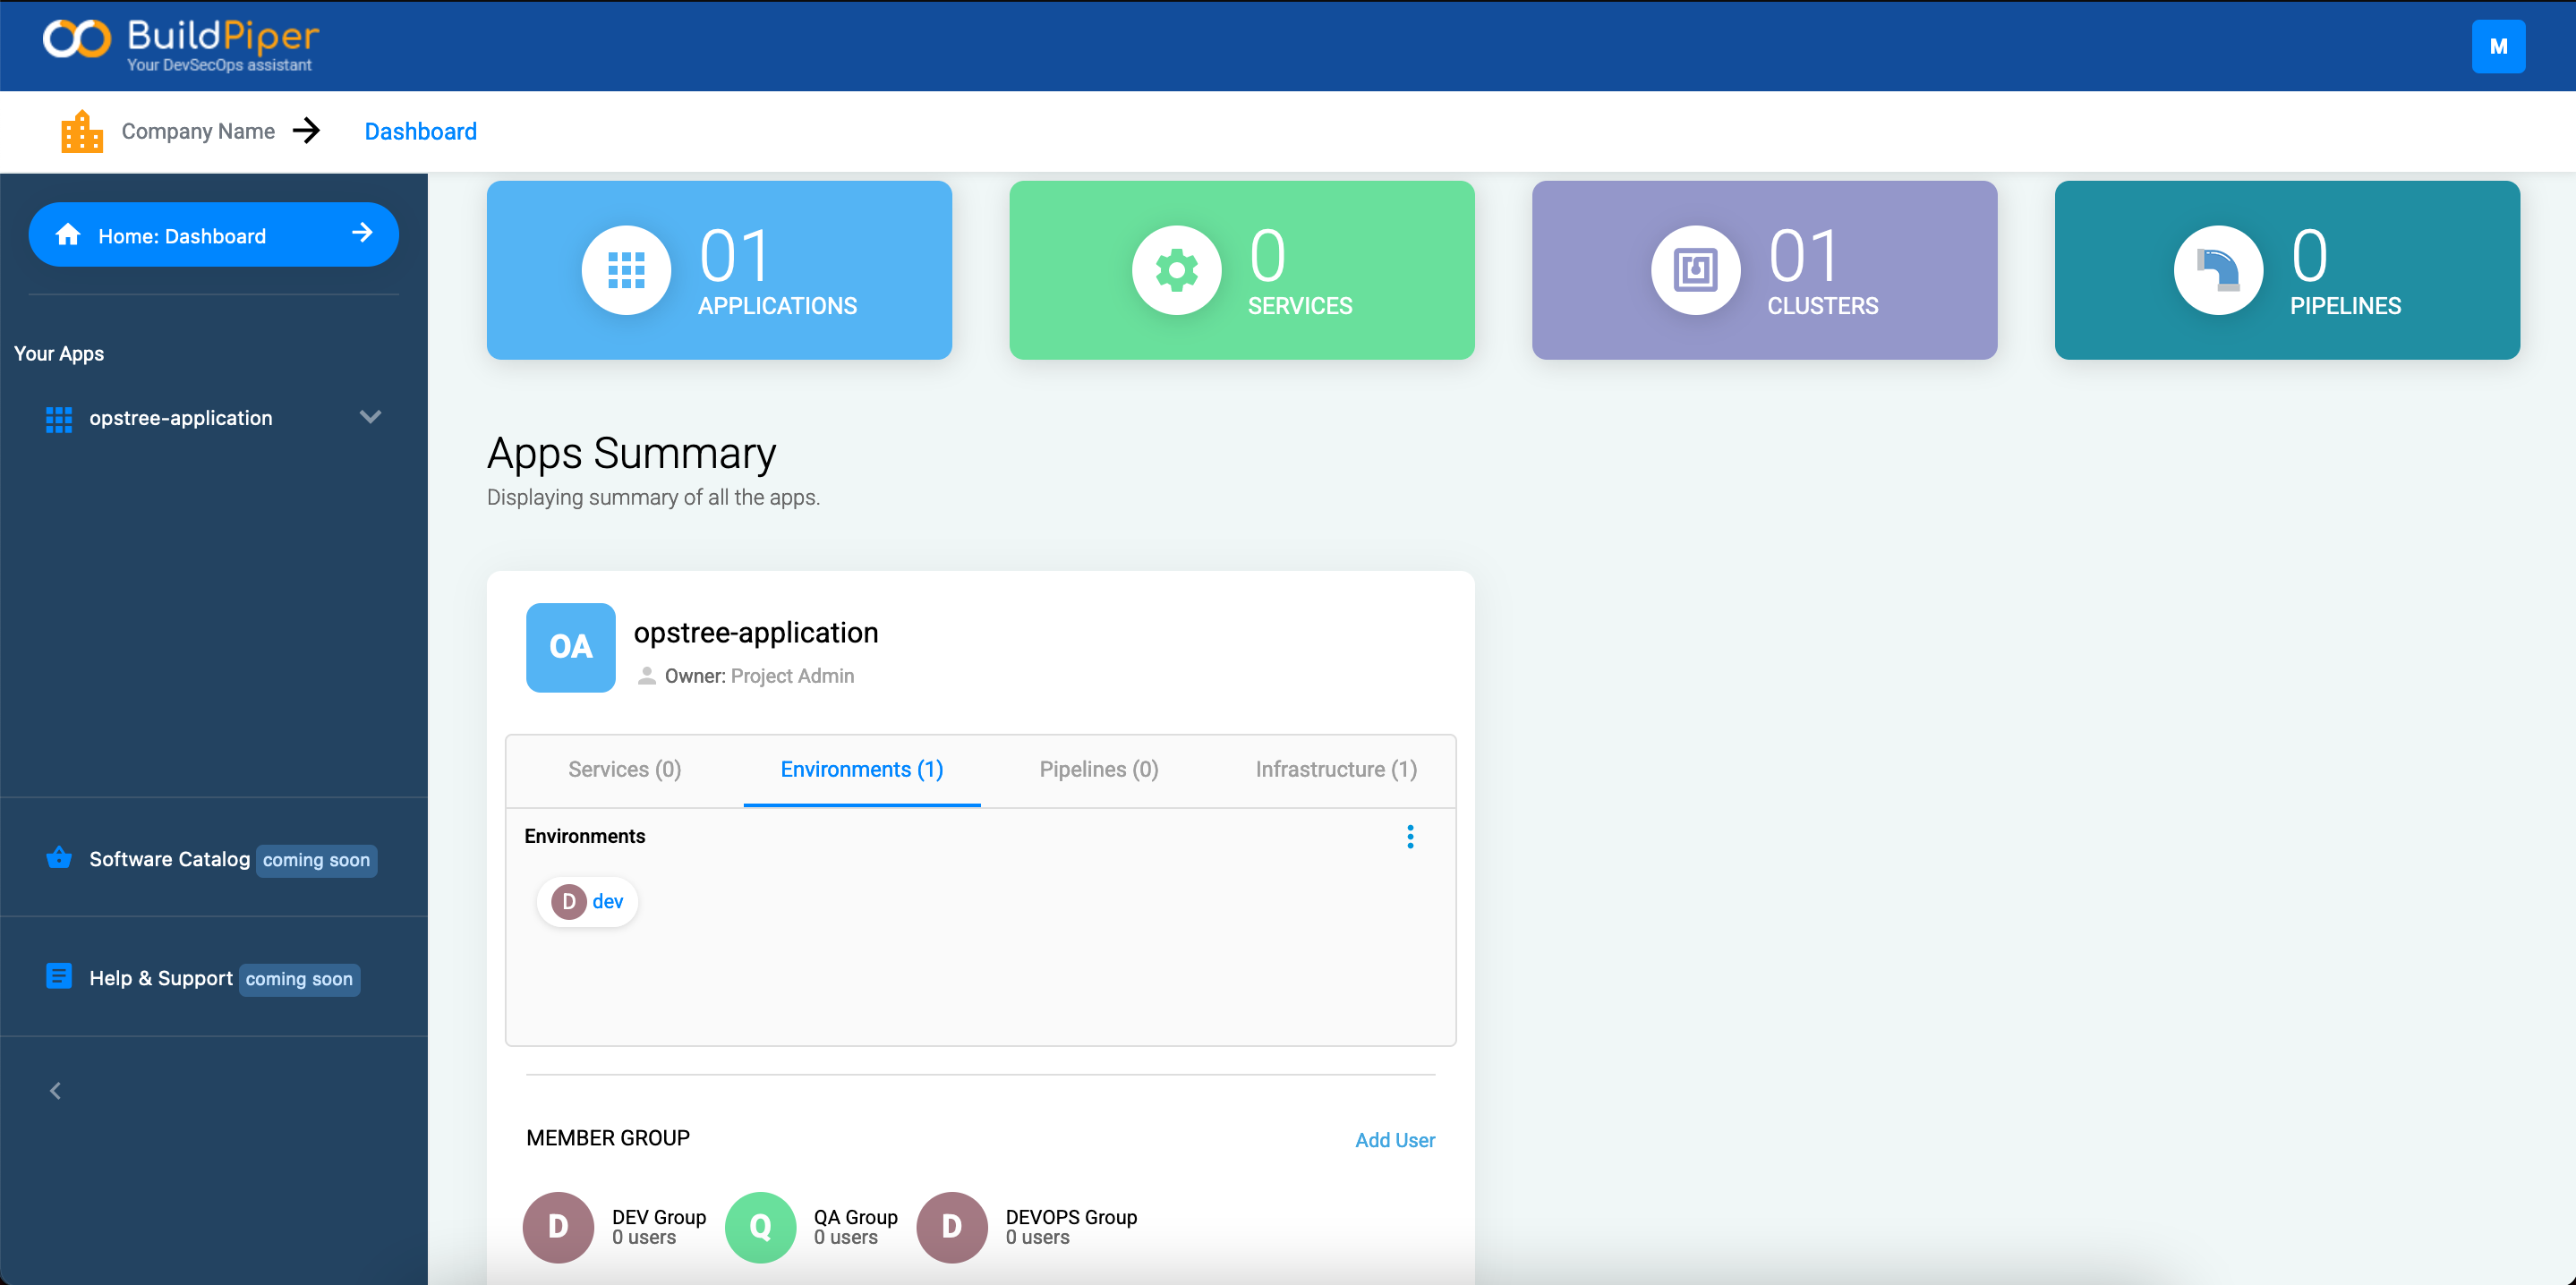 BuildPiper
Your DevSecOps assistant
M
Company Name
Dashboard
Home: Dashboard
Your Apps
opstree-application
Software Catalog coming soon
Help & Support coming soon
01
APPLICATIONS
0
SERVICES
01
CLUSTERS
0
PIPELINES
Apps Summary
Displaying summary of all the apps.
OA
opstree-application
Owner: Project Admin
Services (0)
Environments (1)
Pipelines (0)
Infrastructure (1)
Environments
D dev
MEMBER GROUP
Add User
D
DEV Group
0 users
Q
QA Group
0 users
D
DEVOPS Group
0 users